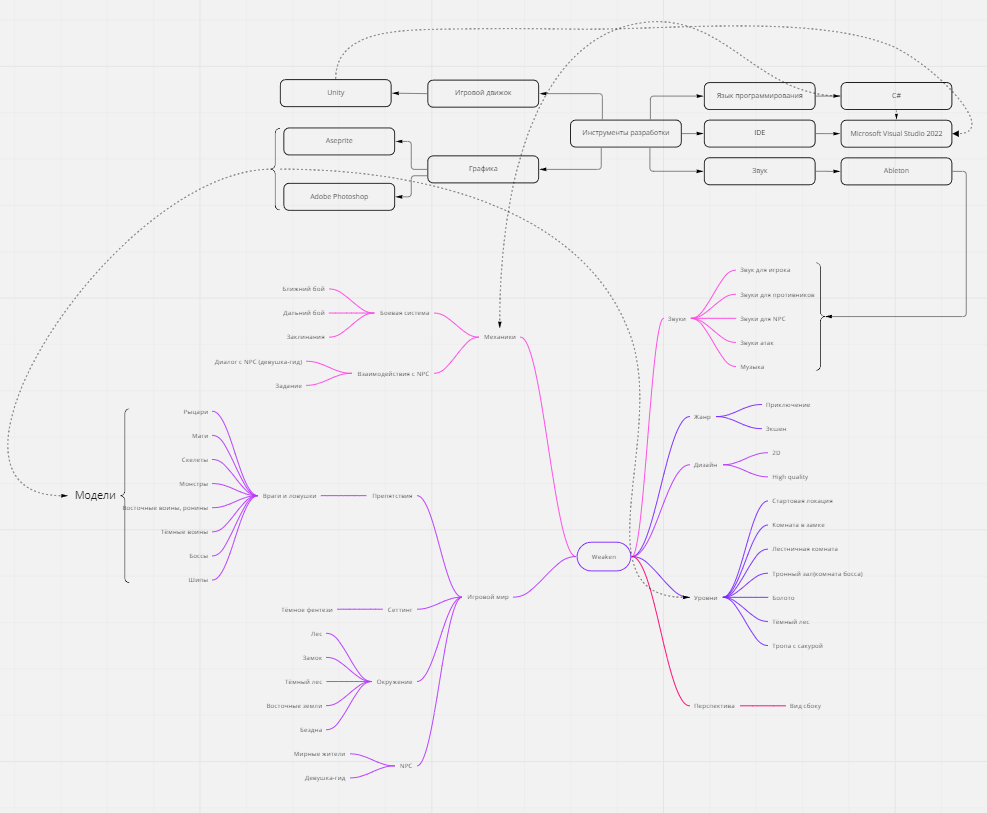 Unity
Игровой движок
Язык программирования
C#
Инструменты разработки
IDE
Microsoft Visual Studio 2022
Aseprite
Графика
Звук
Ableton
Adobe Photoshop
Ближний бой
Дальний бой
Заклинания
Боевая система
Диалог с NPC (девушка-гид)
Задание
Взаимодействия с NPC
Механики
Звуки
Звук для игрока
Звуки для противников
Звуки для NPC
Звуки атак
Музыка
Жанр
Приключение
Экшен
Дизайн
2D
High quality
Модели
Рыцари
Маги
Скелеты
Монстры
Восточные воины, ронины
Тёмные воины
Боссы
Шипы
Враги и ловушки
Препятствия
Weaken
Уровни
Стартовая локация
Комната в замке
Лестничная комната
Тронный зал(комната босса)
Болото
Тёмный лес
Тропа с сакурой
Игровой мир
Тёмное фентези
Сеттинг
Лес
Замок
Тёмный лес
Восточные земли
Бездна
Окружение
Перспектива
Вид сбоку
Мирные жители
Девушка-гид
NPC